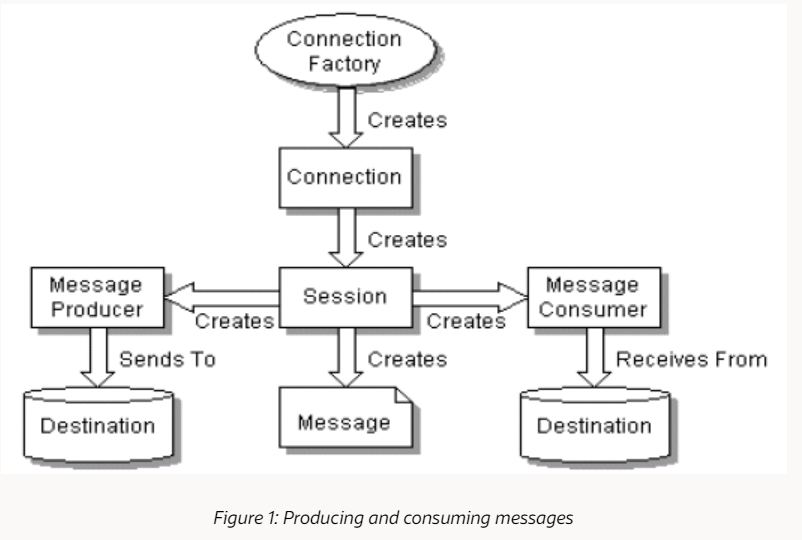 Connection
Factory
Creates
Connection
Creates
Message
Producer
Creates
Session
Creates
Message
Consumer
Sends To
Creates
Receives From
Destination
Message
Destination
Figure 1: Producing and consuming messages